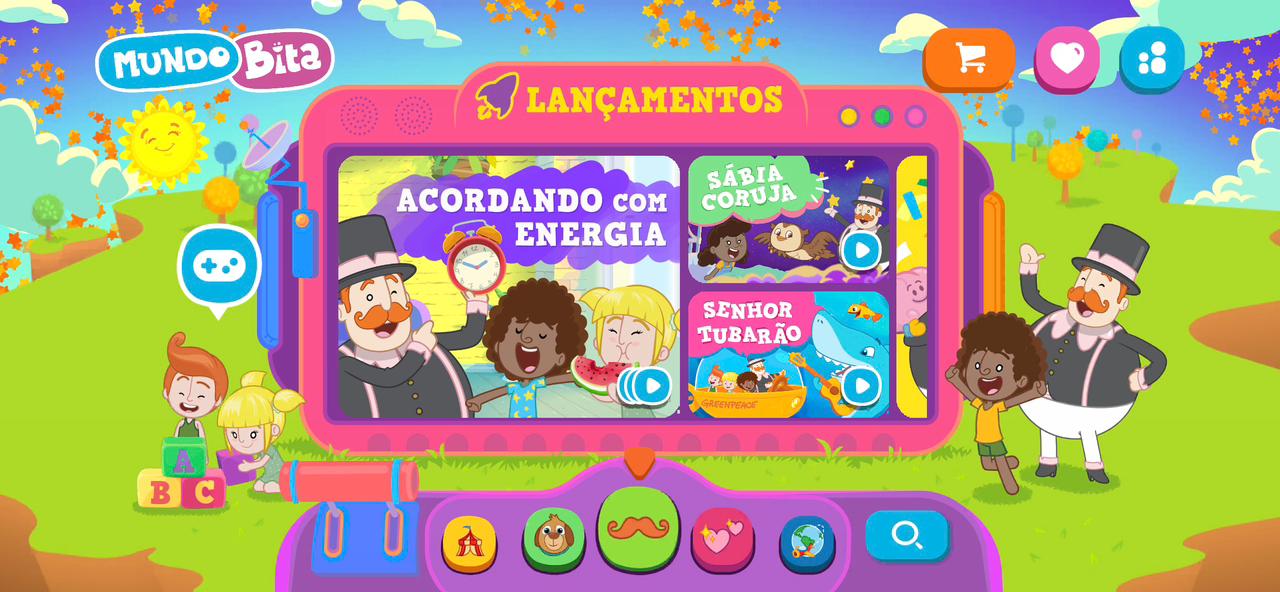 MUNDO Bita
LANÇAMENTOS
ACORDANDO COM
ENERGIA
SÁBIA
CORUJA
SENHOR
TUBARÃO
GREENPEACE
A
B C